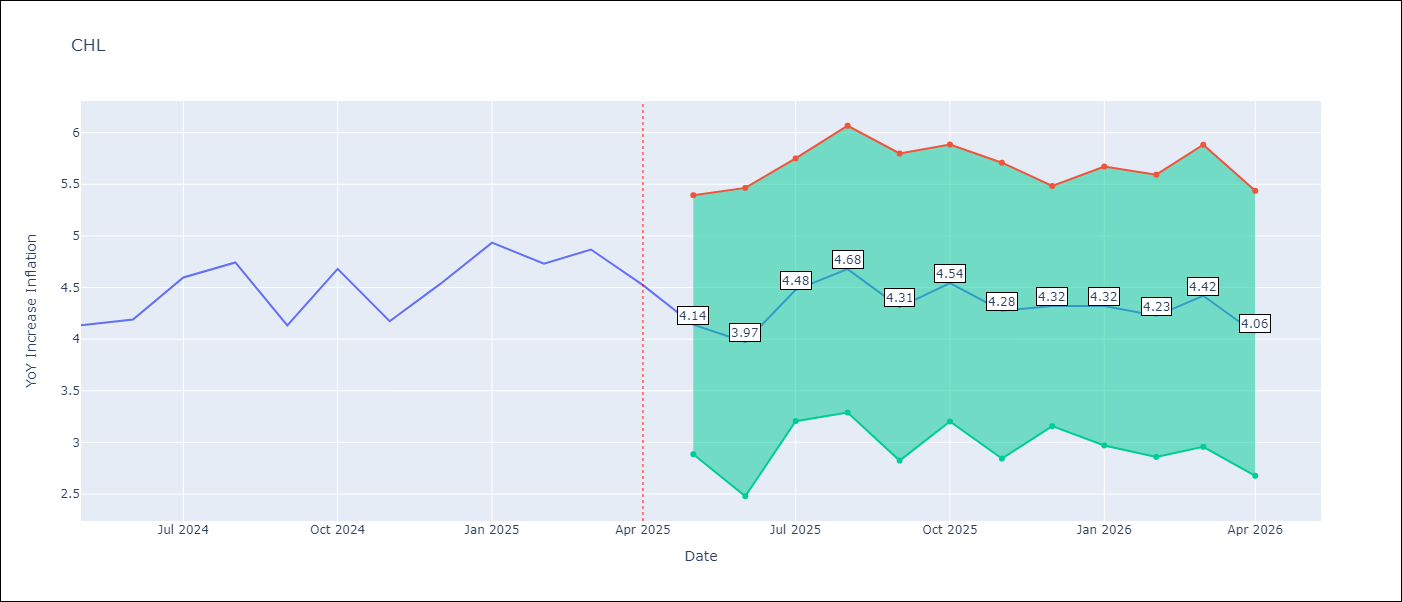 CHL
YoY Increase Inflation
6
5.5
5
4.5
4
3.5
3
2.5
4.14
3.97
4.48
4.68
4.31
4.54
4.28
4.32
4.32
4.23
4.42
4.06
Jul 2024
Oct 2024
Jan 2025
Apr 2025
Jul 2025
Oct 2025
Jan 2026
Apr 2026
Date